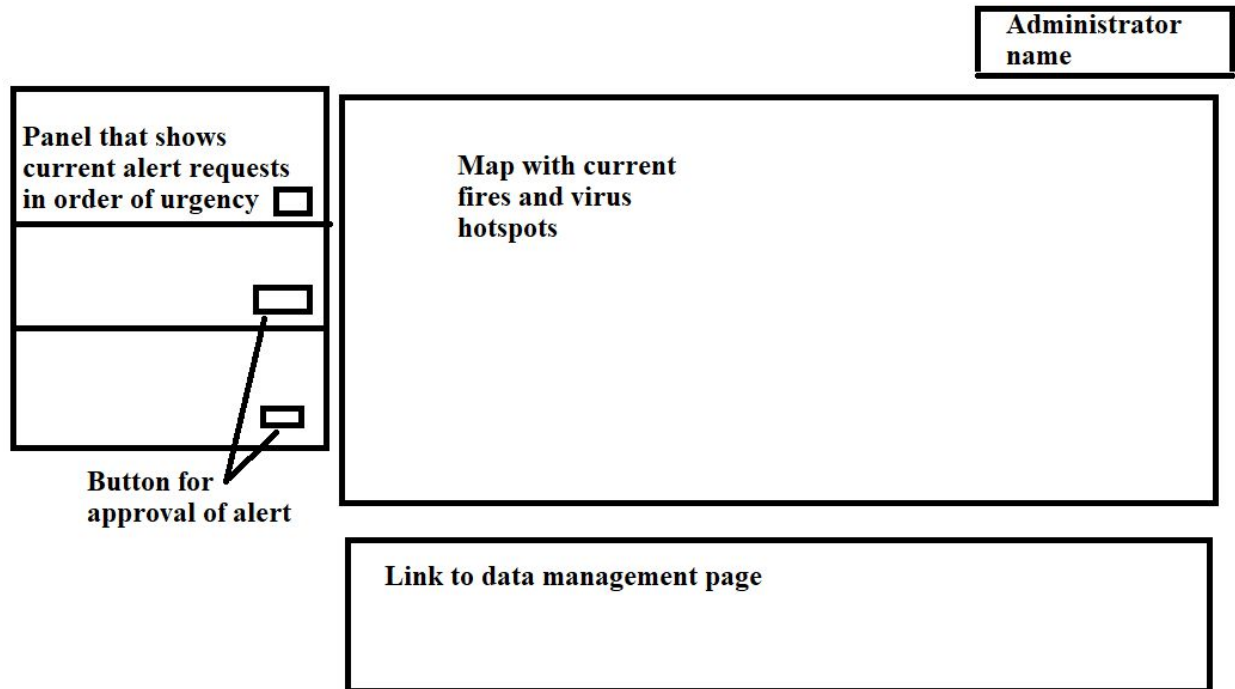 Administrator
name
Panel that shows
current alert requests
in order of urgency
Map with current
fires and virus
hotspots
Button for
approval of alert
Link to data management page